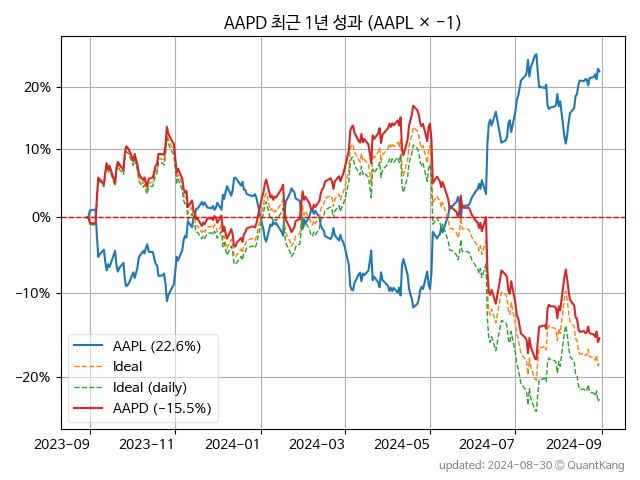 AAPD 최근 1년 성과 (AAPL × −1)
20%
10%
0%
−10%
−20%
AAPL (22.6%)
Ideal
Ideal (daily)
AAPD (−15.5%)
2023−09
2023−11
2024−01
2024−03
2024−05
2024−07
2024−09
updated: 2024-08-30 © QuantKang